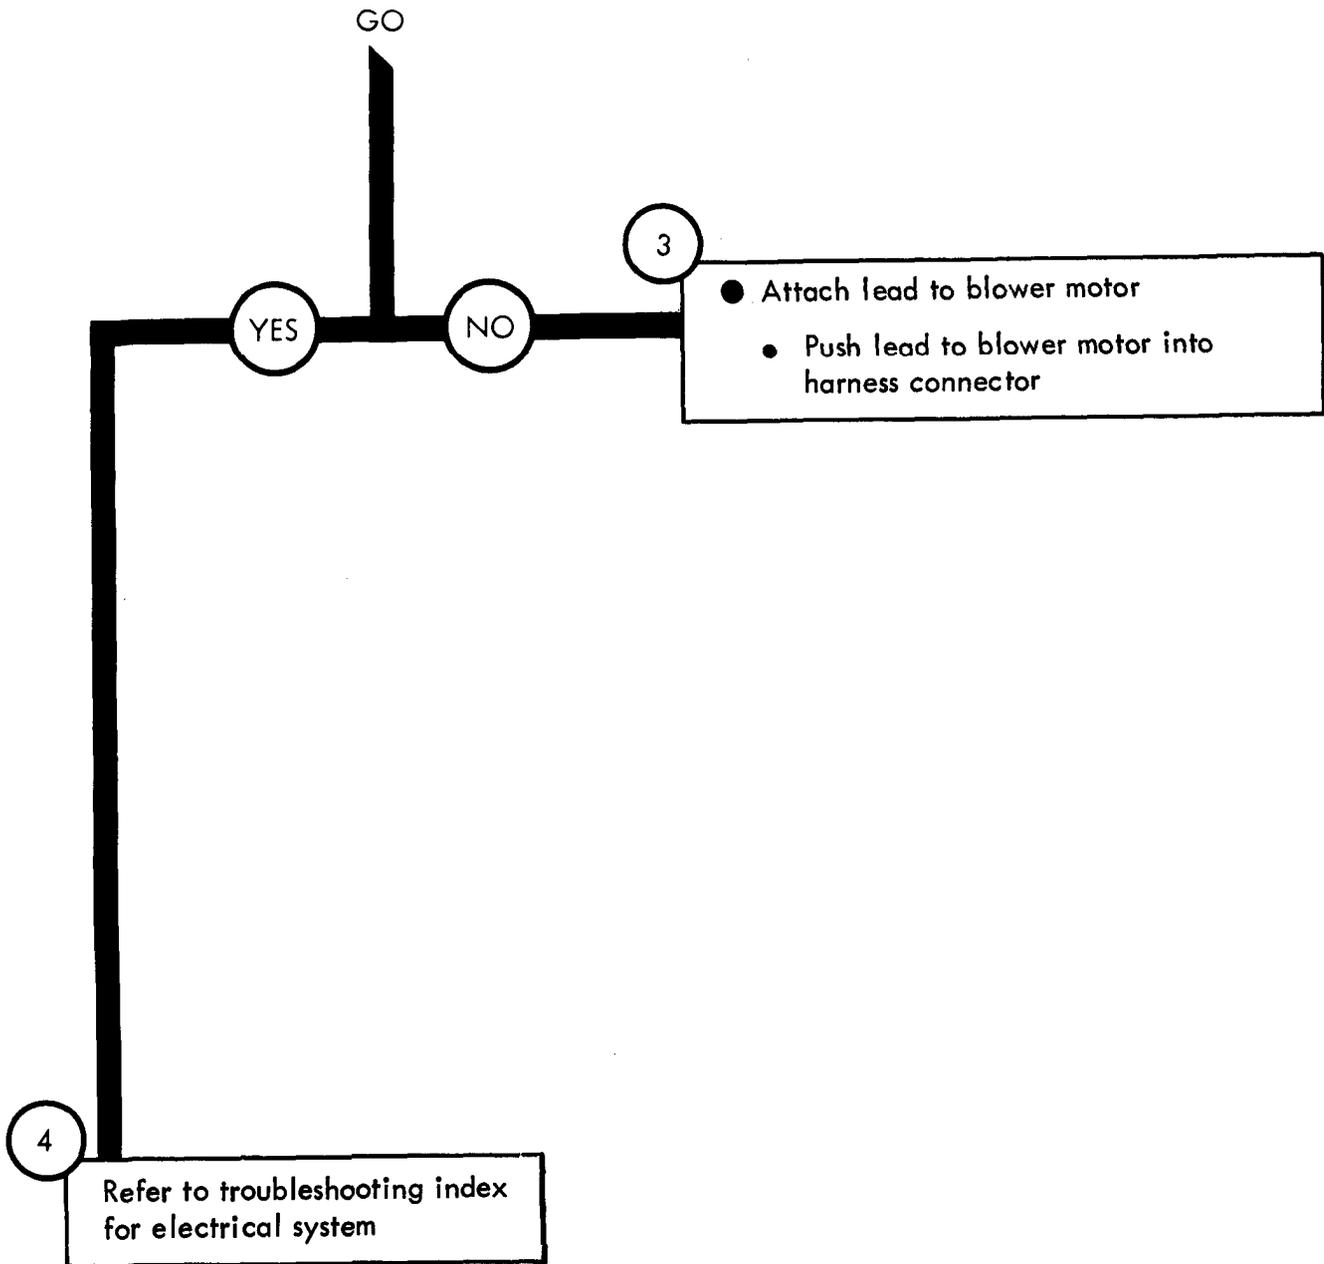 GO
YES
NO
3
● Attach lead to blower motor
● Push lead to blower motor into
harness connector
4
Refer to troubleshooting index
for electrical system